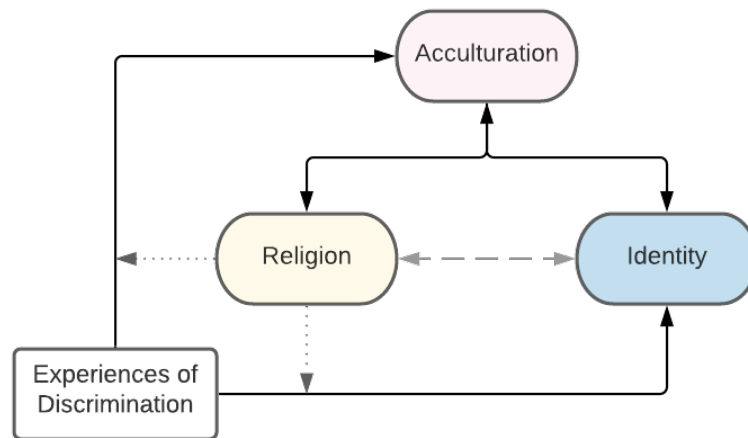 Acculturation
Religion
Identity
Experiences of
Discrimination